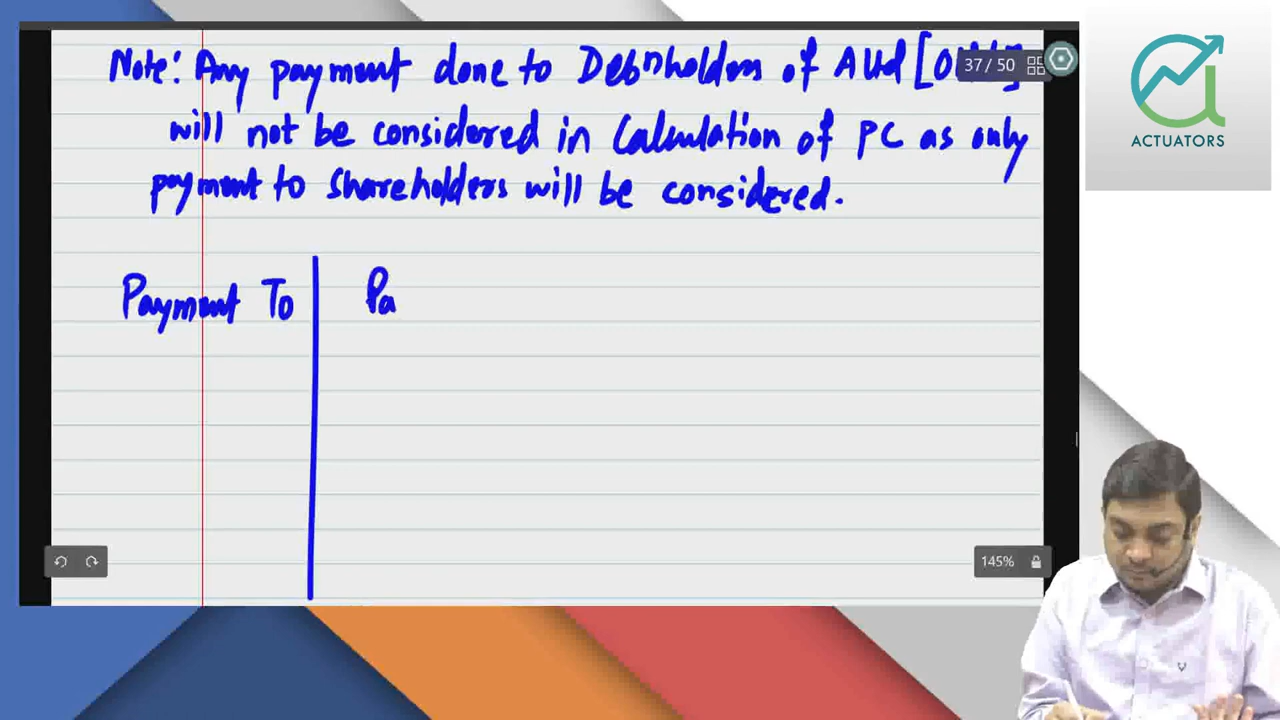 Note: Any payment done to Debnholders of A Ltd [
37 / 50
will not be considered in Calculation of PC as only
payment to shareholders will be considered.
Payment To
Pa
145%
ACTUATORS